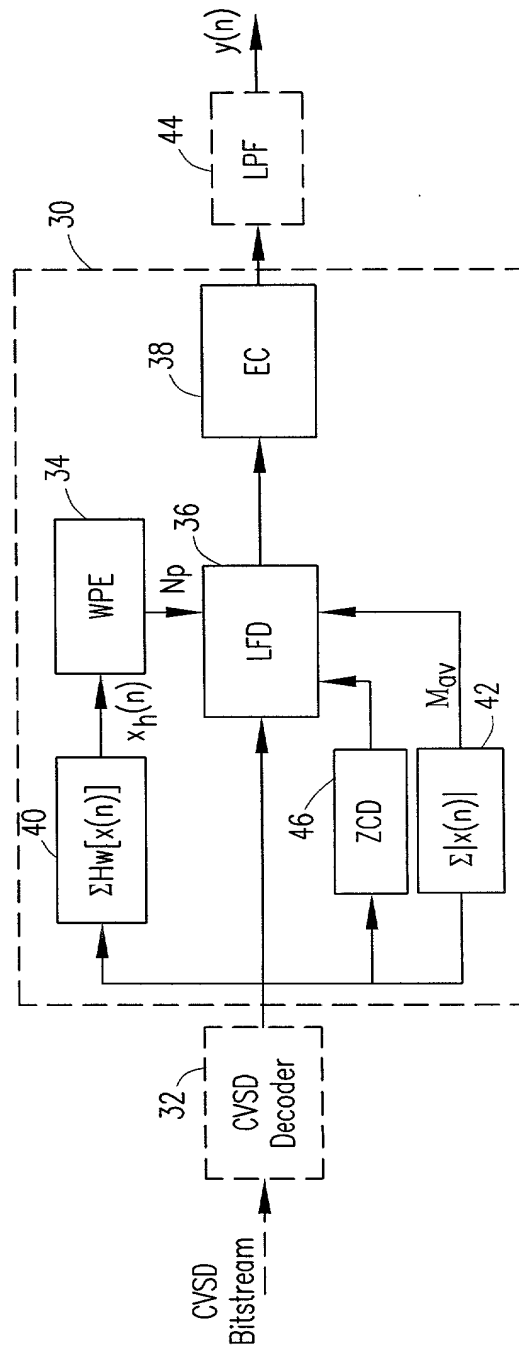 CVSD
Bitstream
32
CVSD
Decoder
30
40
ΣHw[x(n)]
x_h(n)
34
WPE
Np
36
LFD
46
ZCD
42
Σ|x(n)|
M_av
38
EC
44
LPF
y(n)